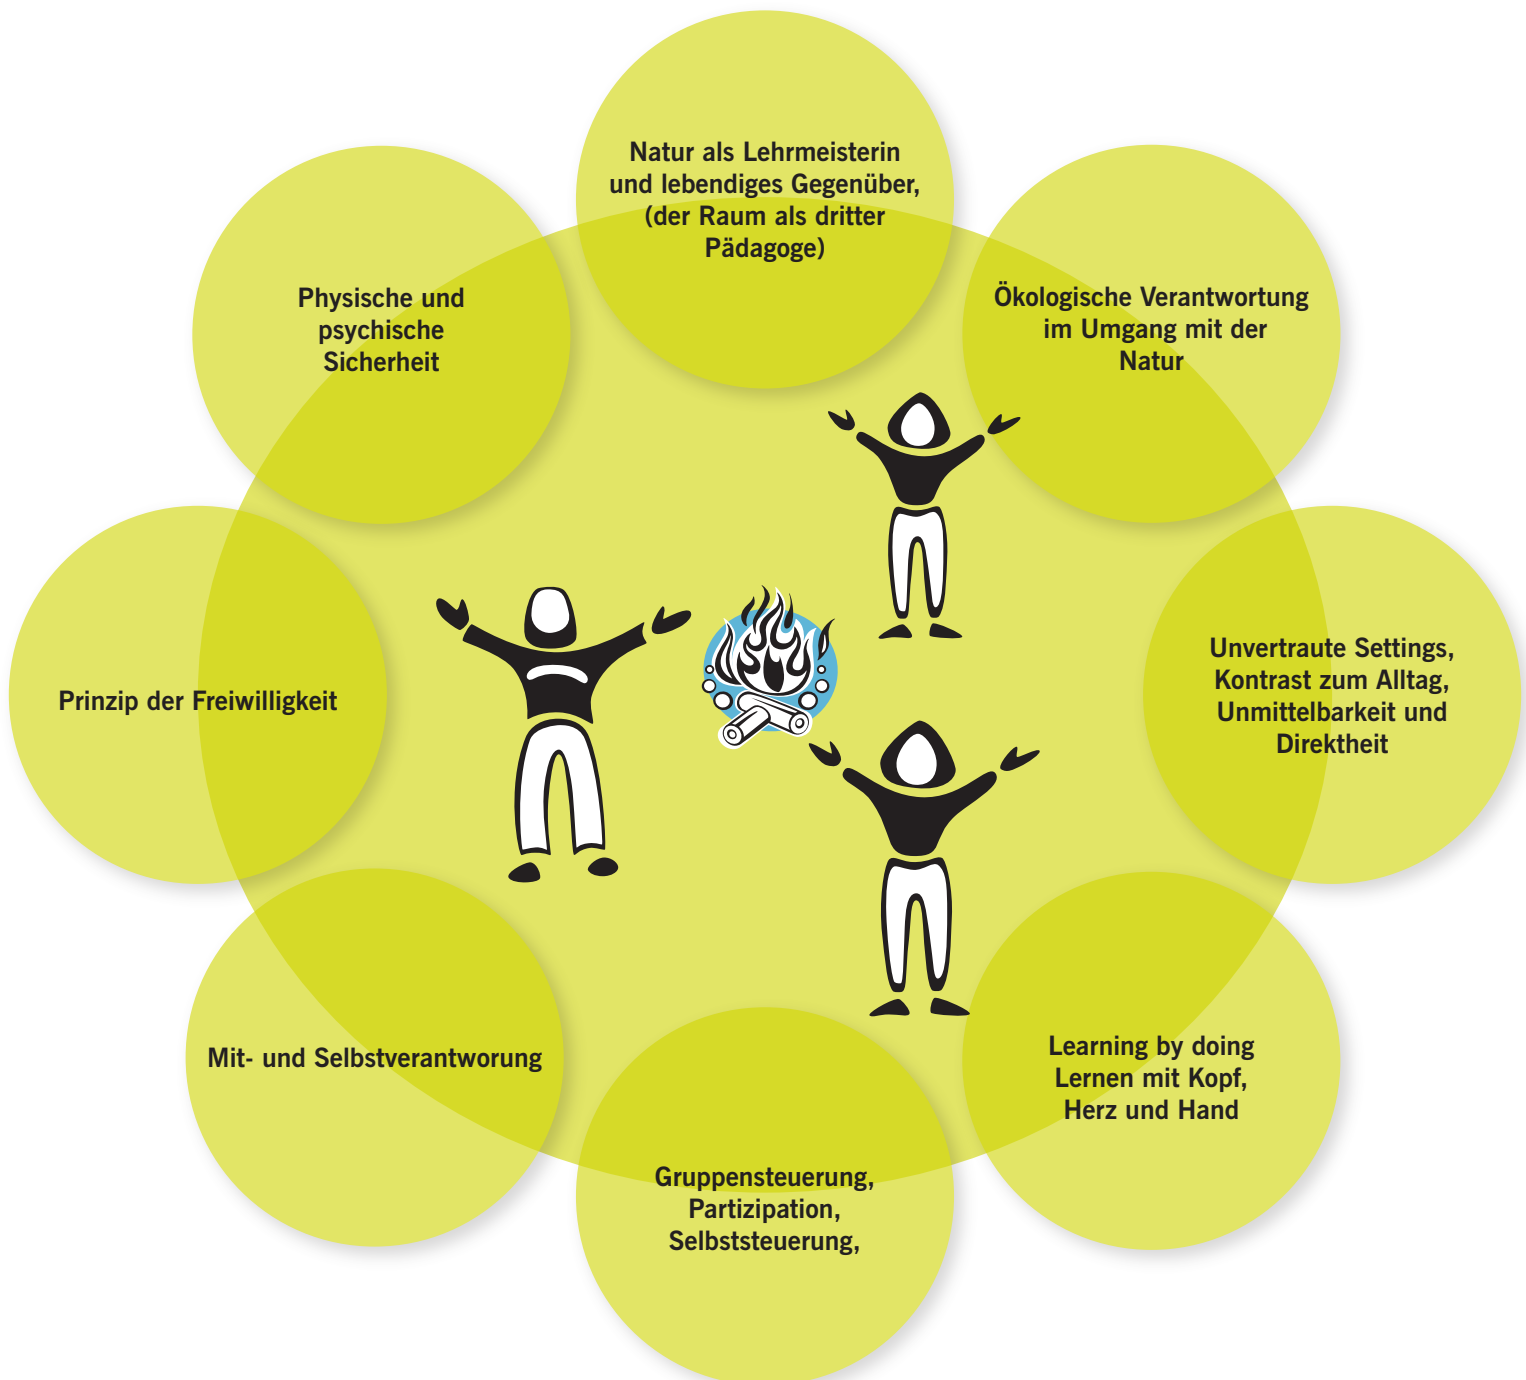 Natur als Lehrmeisterin
und lebendiges Gegenüber,
(der Raum als dritter
Pädagoge)
Ökologische Verantwortung
im Umgang mit der
Natur
Unvertraute Settings,
Kontrast zum Alltag,
Unmittelbarkeit und
Direktheit
Learning by doing
Lernen mit Kopf,
Herz und Hand
Gruppensteuerung,
Partizipation,
Selbststeuerung,
Mit- und Selbstverantworung
Prinzip der Freiwilligkeit
Physische und
psychische
Sicherheit